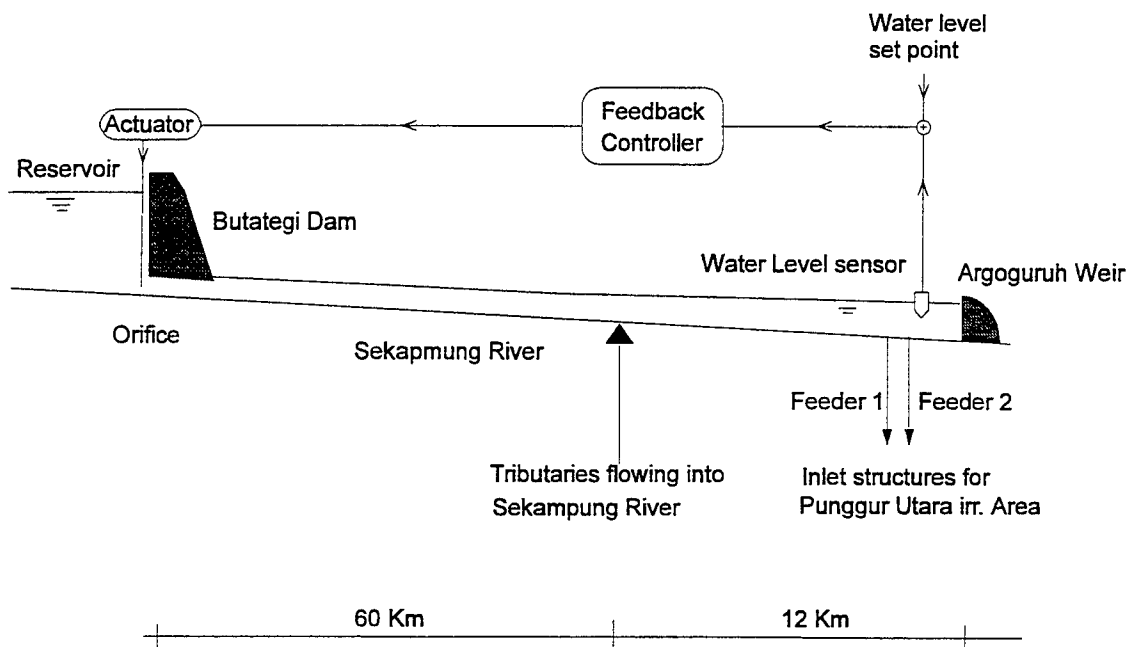 Water level
set point
Actuator
Feedback
Controller
Reservoir
Butategi Dam
Water Level sensor
Argoguruh Weir
Orifice
Sekapmung River
Feeder 1
Feeder 2
Tributaries flowing into
Sekampung River
Inlet structures for
Punggur Utara irr. Area
60 Km
12 Km